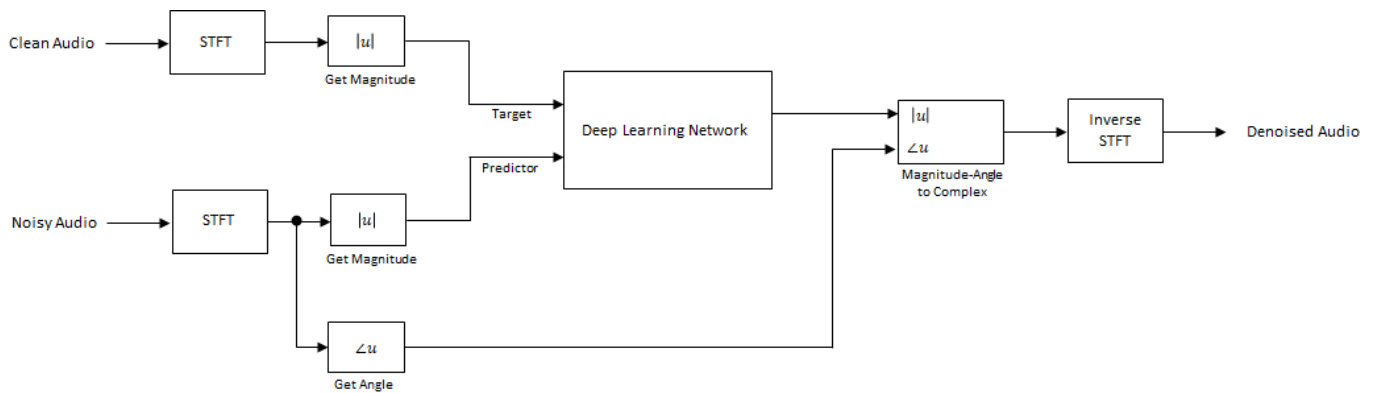 Clean Audio
STFT
|u|
Get Magnitude
Target
Deep Learning Network
Predictor
|u|
∠u
Magnitude-Angle
to Complex
Inverse
STFT
Denoised Audio
Noisy Audio
STFT
|u|
Get Magnitude
∠u
Get Angle